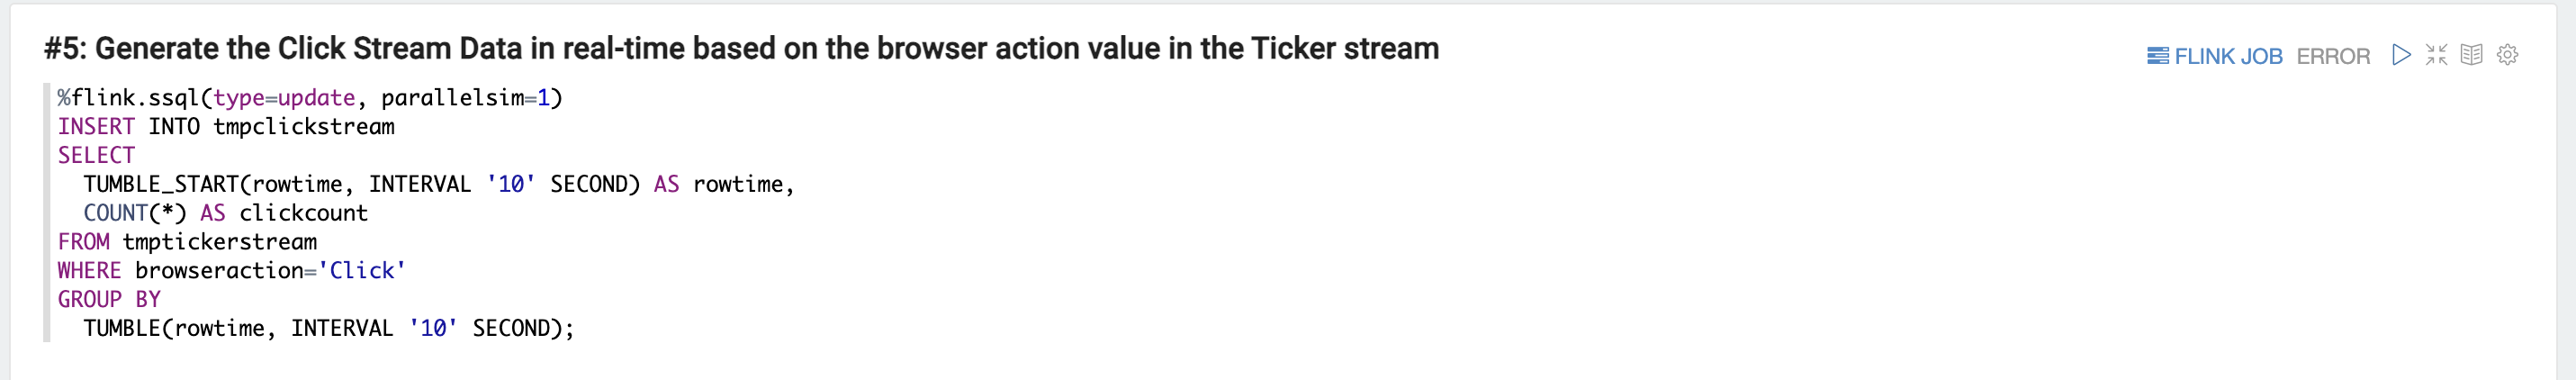 #5: Generate the Click Stream Data in real-time based on the browser action value in the Ticker stream
FLINK JOB ERROR
%flink.ssql(type=update, parallelsim=1)
INSERT INTO tmpclickstream
SELECT
  TUMBLE_START(rowtime, INTERVAL '10' SECOND) AS rowtime,
  COUNT(*) AS clickcount
FROM tmptickerstream
WHERE browseraction='Click'
GROUP BY
  TUMBLE(rowtime, INTERVAL '10' SECOND);